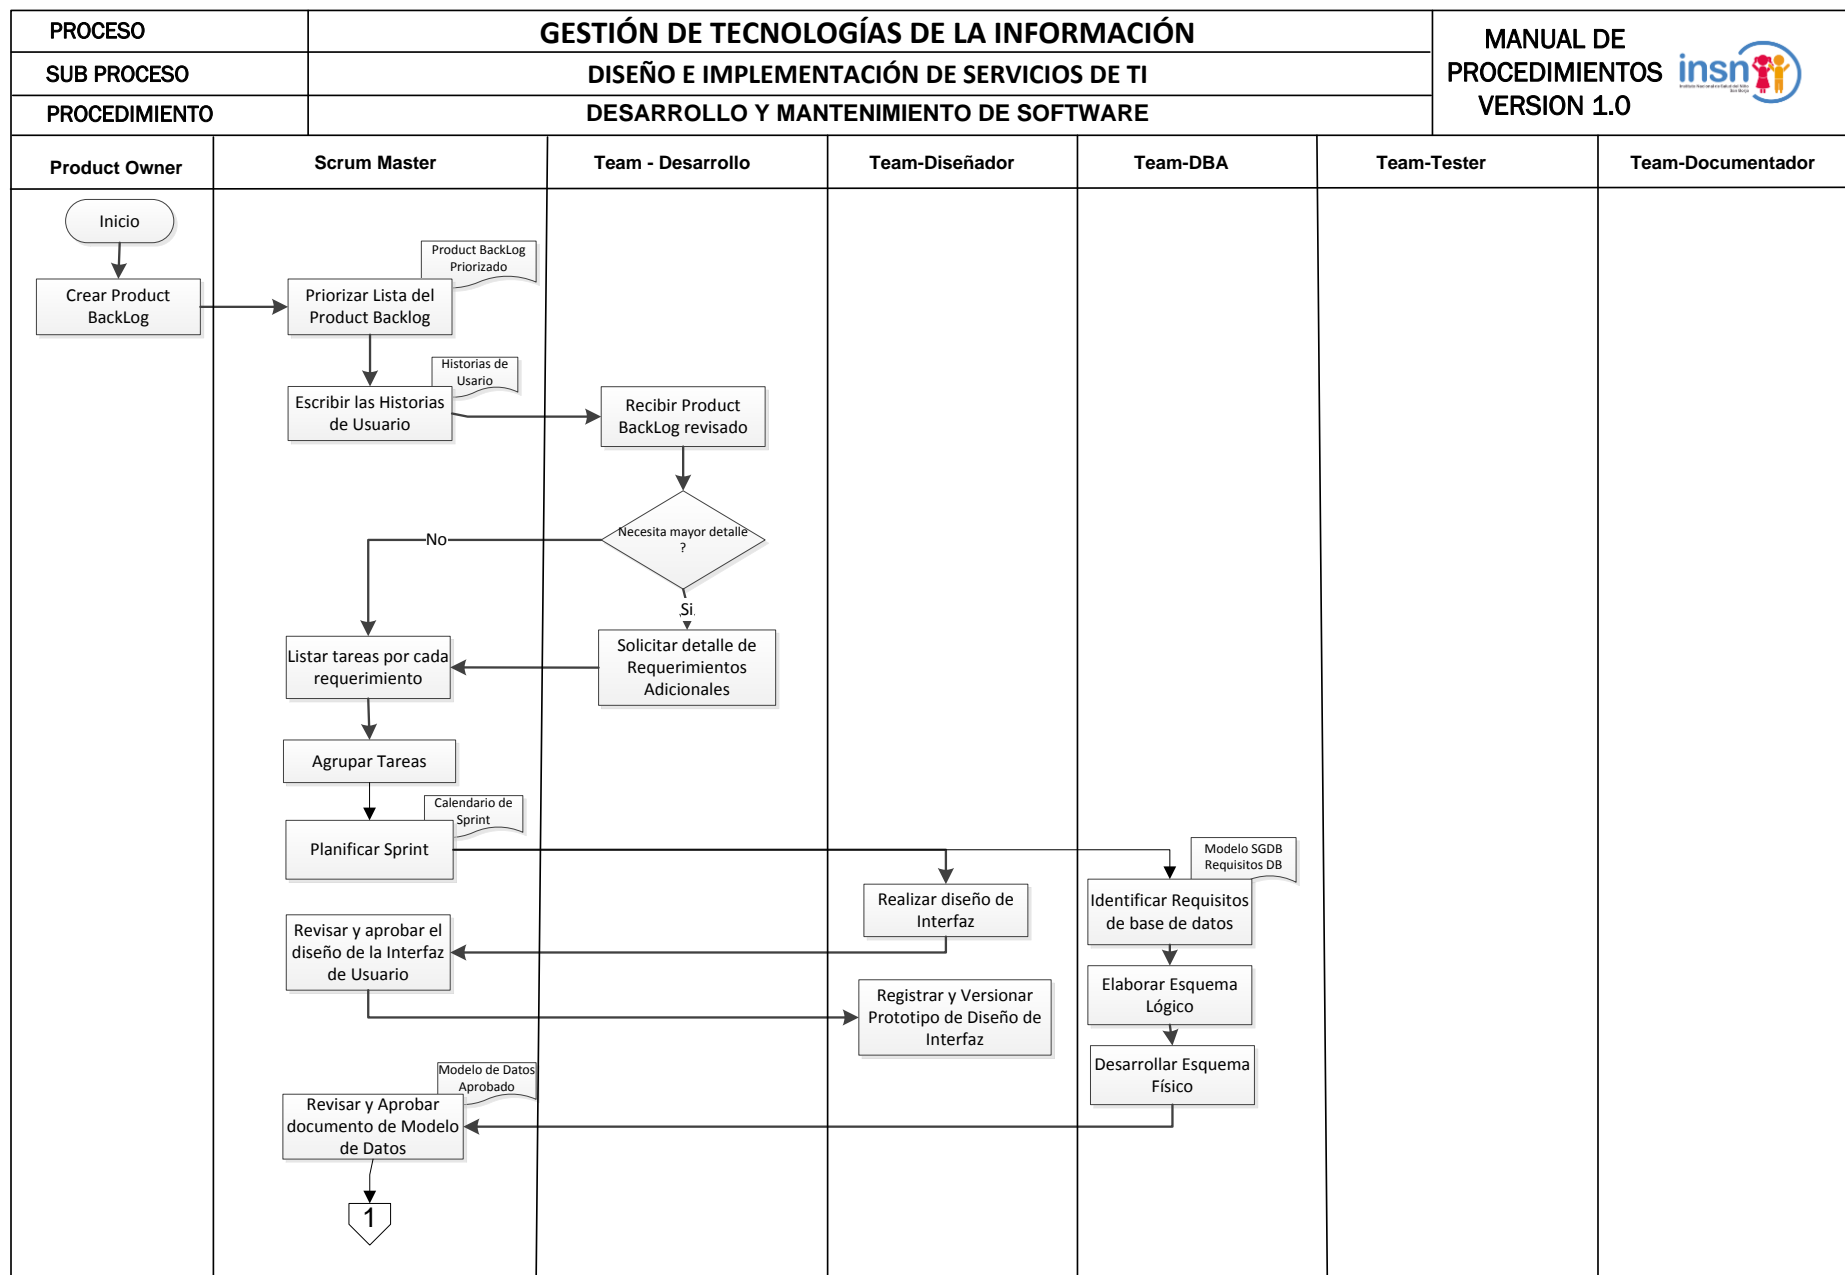 PROCESO
GESTIÓN DE TECNOLOGÍAS DE LA INFORMACIÓN
SUB PROCESO
DISEÑO E IMPLEMENTACIÓN DE SERVICIOS DE TI
PROCEDIMIENTO
DESARROLLO Y MANTENIMIENTO DE SOFTWARE
MANUAL DE
PROCEDIMIENTOS
VERSION 1.0
insn
Product Owner
Scrum Master
Team - Desarrollo
Team-Diseñador
Team-DBA
Team-Tester
Team-Documentador
Inicio
Crear Product
BackLog
Product BackLog
Priorizado
Priorizar Lista del
Product Backlog
Historias de
Usario
Escribir las Historias
de Usuario
Recibir Product
BackLog revisado
Necesita mayor detalle
?
No
Si
Listar tareas por cada
requerimiento
Solicitar detalle de
Requerimientos
Adicionales
Agrupar Tareas
Calendario de
Sprint
Planificar Sprint
Modelo SGDB
Requisitos DB
Realizar diseño de
Interfaz
Identificar Requisitos
de base de datos
Revisar y aprobar el
diseño de la Interfaz
de Usuario
Registrar y Versionar
Prototipo de Diseño de
Interfaz
Elaborar Esquema
Lógico
Desarrollar Esquema
Físico
Modelo de Datos
Aprobado
Revisar y Aprobar
documento de Modelo
de Datos
1